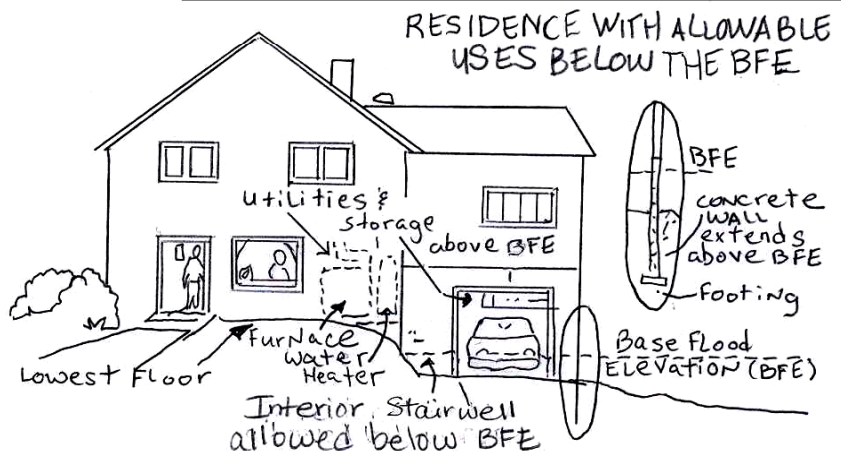 RESIDENCE WITH ALLOWABLE
USES BELOW THE BFE
BFE
CONCRETE
WALL
extends
above BFE
footing
utilities &
storage
above BFE
Furnace
water
Heater
Lowest Floor
Base Flood
Elevation (BFE)
Interior Stairwell
allowed below BFE